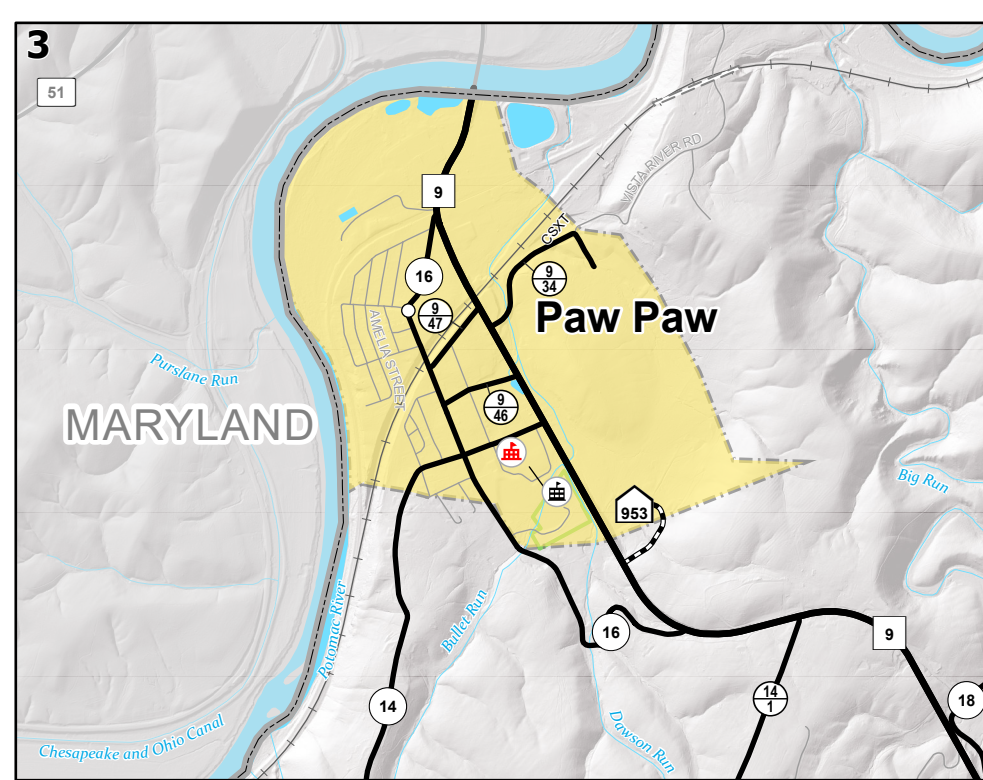 3
51
VISTA RIVER RD
9
CSXT
16
9
34
9
47
Paw Paw
AMELIA STREET
Purslane Run
9
46
MARYLAND
Big Run
953
Potomac River
Bullet Run
16
9
14
14
1
18
Dawson Run
Chesapeake and Ohio Canal